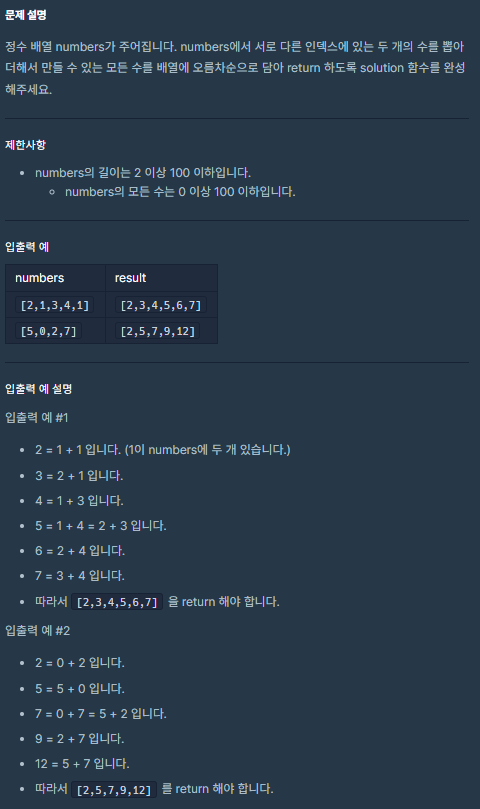 문제 설명
정수 배열 numbers가 주어집니다. numbers에서 서로 다른 인덱스에 있는 두 개의 수를 뽑아
더해서 만들 수 있는 모든 수를 배열에 오름차순으로 담아 return 하도록 solution 함수를 완성
해주세요.
제한사항
numbers의 길이는 2 이상 100 이하입니다.
numbers의 모든 수는 0 이상 100 이하입니다.
입출력 예
numbers result
[2,1,3,4,1] [2,3,4,5,6,7]
[5,0,2,7] [2,5,7,9,12]
입출력 예 설명
입출력 예 #1
2 = 1 + 1 입니다. (1이 numbers에 두 개 있습니다.)
3 = 2 + 1 입니다.
4 = 1 + 3 입니다.
5 = 1 + 4 = 2 + 3 입니다.
6 = 2 + 4 입니다.
7 = 3 + 4 입니다.
따라서 [2,3,4,5,6,7] 을 return 해야 합니다.
입출력 예 #2
2 = 0 + 2 입니다.
5 = 5 + 0 입니다.
7 = 0 + 7 = 5 + 2 입니다.
9 = 2 + 7 입니다.
12 = 5 + 7 입니다.
따라서 [2,5,7,9,12] 를 return 해야 합니다.